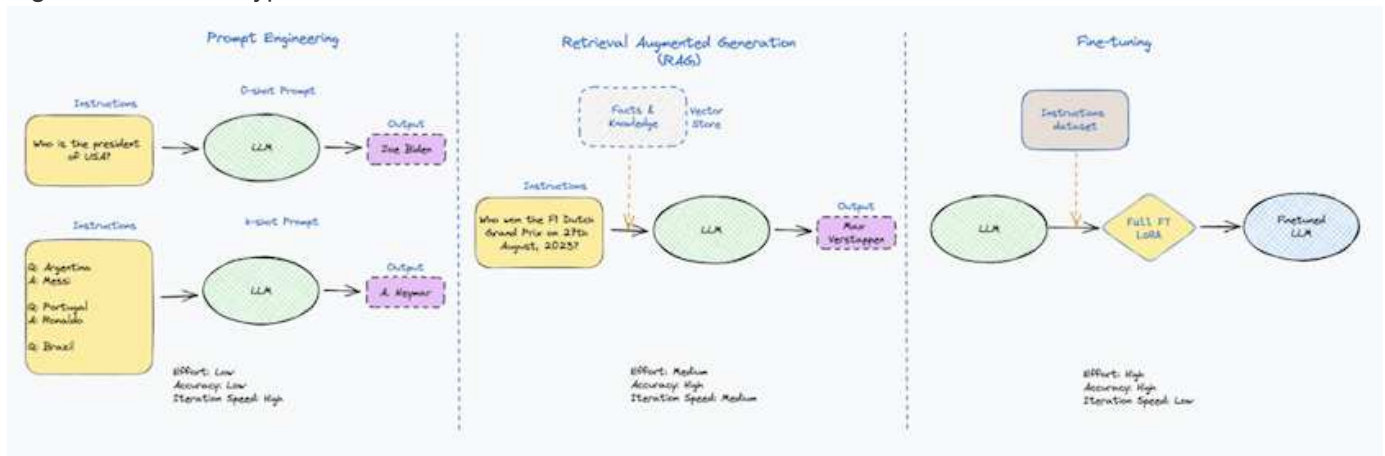 Prompt Engineering
0-shot Prompt
Instructions
Who is the president
of USA?
LLM
Output
Joe Biden
k-shot Prompt
Instructions
Q: Argentina
A: Messi
Q: Portugal
A: Ronaldo
Q: Brazil
LLM
Output
A. Neymar
Effort: Low
Accuracy: Low
Iteration Speed: High
Retrieval Augmented Generation
(RAG)
Facts &
Knowledge
Vector
Store
Instructions
Who won the F1 Dutch
Grand Prix on 27th
August, 2023?
LLM
Output
Max
Verstappen
Effort: Medium
Accuracy: High
Iteration Speed: Medium
Fine-tuning
Instructions
dataset
LLM
Full FT
LoRA
Finetuned
LLM
Effort: High
Accuracy: High
Iteration Speed: Low